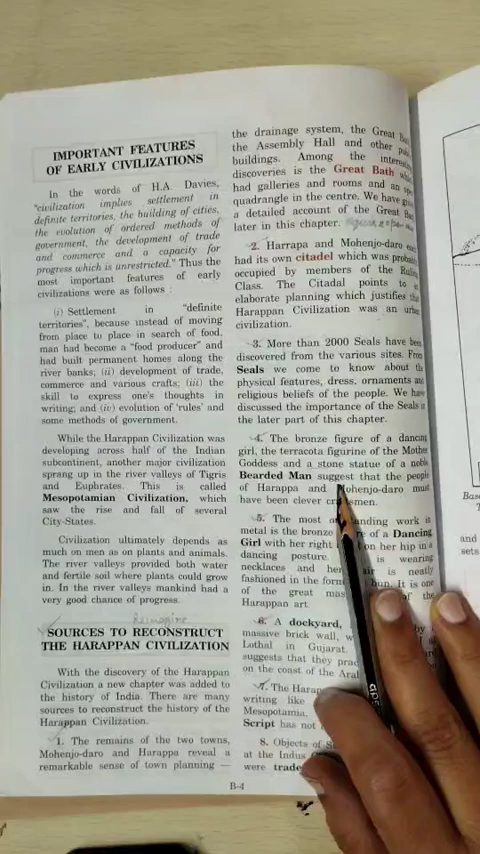 IMPORTANT FEATURES
OF EARLY CIVILIZATIONS
In the words of H.A. Davies,
"civilization implies settlement in
definite territories, the building of cities,
the evolution of ordered methods of
government, the development of trade
and commerce and a capacity for
progress which is unrestricted." Thus the
most important features of early
civilizations were as follows :
(i) Settlement in "definite
territories", because instead of moving
from place to place in search of food,
man had become a "food producer" and
had built permanent homes along the
river banks; (ii) development of trade,
commerce and various crafts; (iii) the
skill to express one's thoughts in
writing; and (iv) evolution of 'rules' and
some methods of government.
While the Harappan Civilization was
developing across half of the Indian
subcontinent, another major civilization
sprang up in the river valleys of Tigris
and Euphrates. This is called
Mesopotamian Civilization, which
saw the rise and fall of several
City-States.
Civilization ultimately depends as
much on men as on plants and animals.
The river valleys provided both water
and fertile soil where plants could grow
in. In the river valleys mankind had a
very good chance of progress.
Reimagine
SOURCES TO RECONSTRUCT
THE HARAPPAN CIVILIZATION
With the discovery of the Harappan
Civilization a new chapter was added to
the history of India. There are many
sources to reconstruct the history of the
Harappan Civilization.
1. The remains of the two towns,
Mohenjo-daro and Harappa reveal a
remarkable sense of town planning —
the drainage system, the Great
the Assembly Hall and other
buildings. Among the
discoveries is the Great Bath
had galleries and rooms and an
quadrangle in the centre. We have
a detailed account of the Great
later in this chapter.
2. Harrapa and Mohenjo-daro
had its own citadel which was
occupied by members of the
Class. The Citadal points to
elaborate planning which justifies
Harappan Civilization was an
civilization.
3. More than 2000 Seals have been
discovered from the various sites. From
Seals we come to know about the
physical features, dress, ornaments and
religious beliefs of the people. We have
discussed the importance of the Seals in
the later part of this chapter.
4. The bronze figure of a dancing
girl, the terracota figurine of the Mother
Goddess and a stone statue of a noble
Bearded Man suggest that the people
of Harappa and Mohenjo-daro must
have been clever
5. The most work in
metal is the bronze of a Dancing
Girl with her right on her hip in a
dancing posture. is wearing
necklaces and her is neatly
fashioned in the form bun. It is one
of the great of the
Harappan art.
6. A dockyard,
massive brick wall,
Lothal in Gujarat.
suggests that they
on the coast of the
7. The
writing like
Mesopotamia,
Script has not
8. Objects of
at the Indus
were
B-4
and
sets